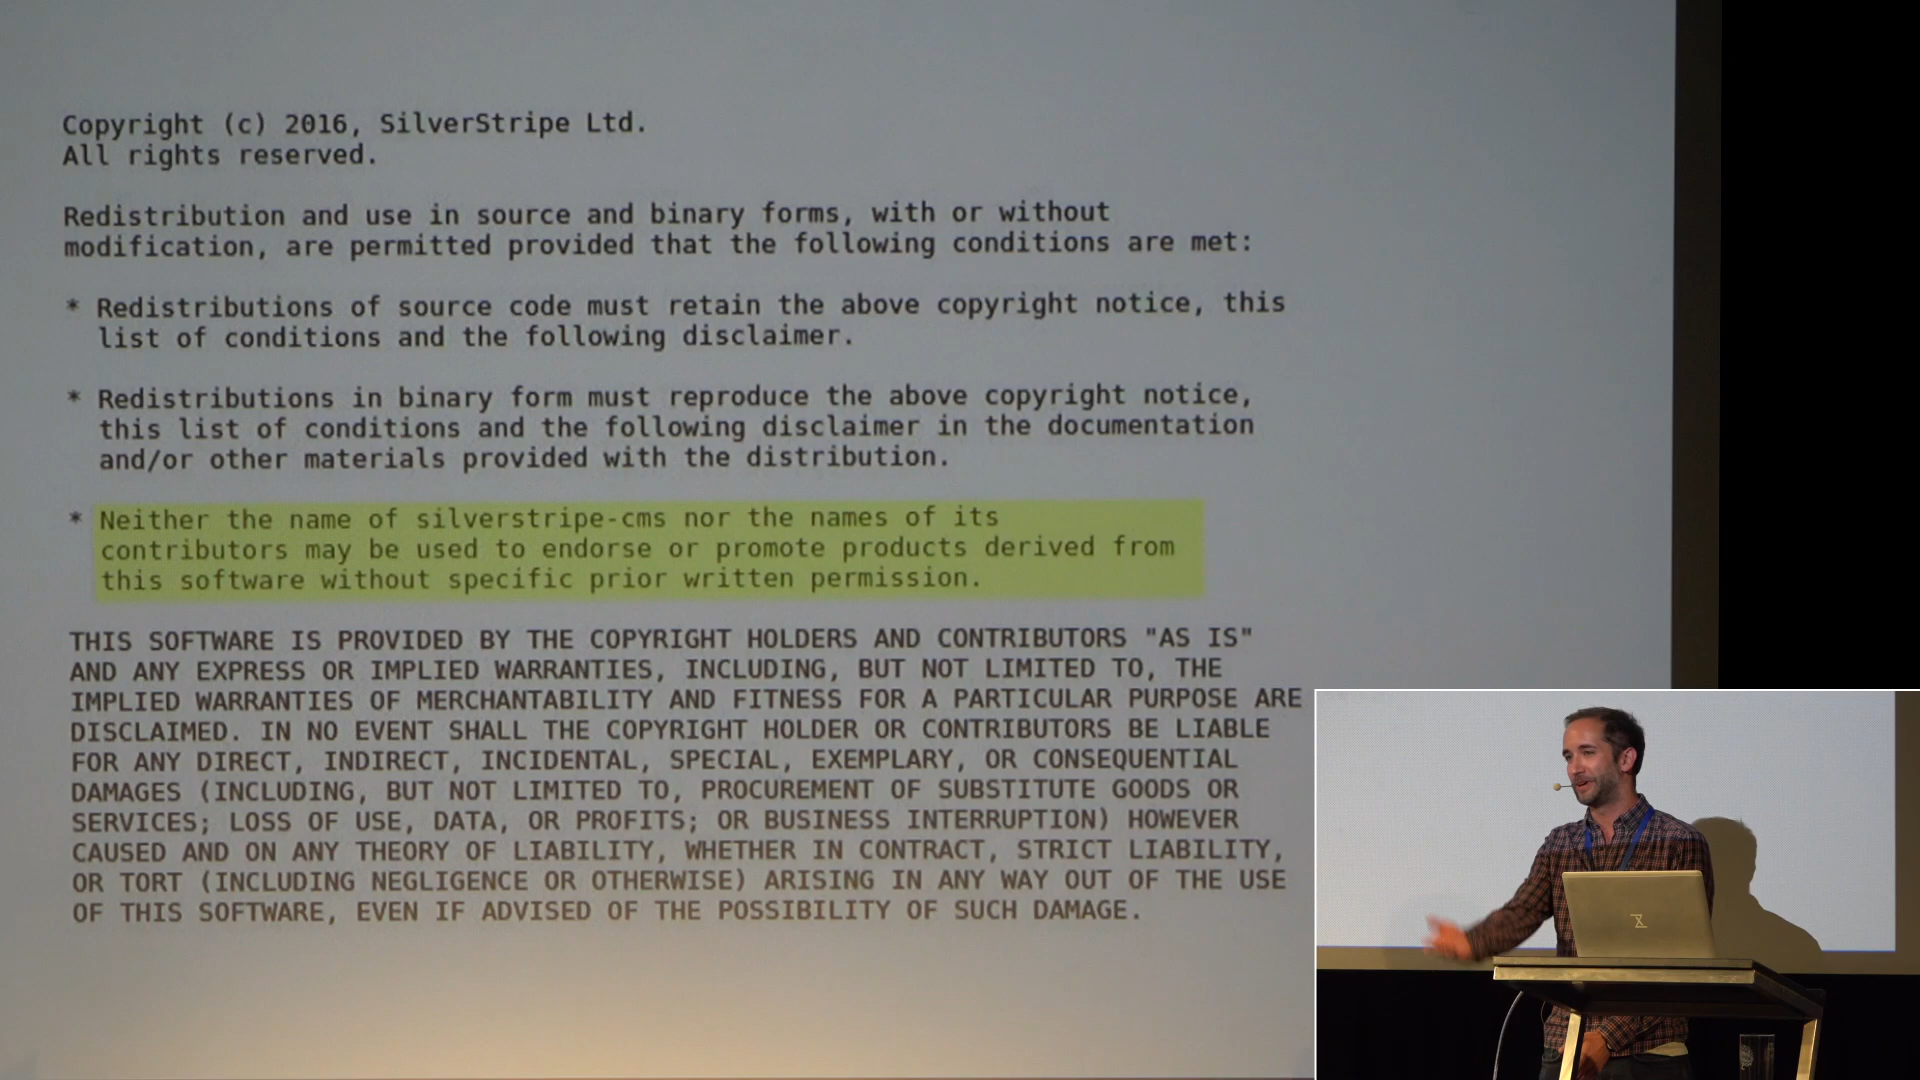 Copyright (c) 2016, SilverStripe Ltd.
All rights reserved.
Redistribution and use in source and binary forms, with or without
modification, are permitted provided that the following conditions are met:
* Redistributions of source code must retain the above copyright notice, this
list of conditions and the following disclaimer.
* Redistributions in binary form must reproduce the above copyright notice,
this list of conditions and the following disclaimer in the documentation
and/or other materials provided with the distribution.
* Neither the name of silverstripe-cms nor the names of its
contributors may be used to endorse or promote products derived from
this software without specific prior written permission.
THIS SOFTWARE IS PROVIDED BY THE COPYRIGHT HOLDERS AND CONTRIBUTORS "AS IS"
AND ANY EXPRESS OR IMPLIED WARRANTIES, INCLUDING, BUT NOT LIMITED TO, THE
IMPLIED WARRANTIES OF MERCHANTABILITY AND FITNESS FOR A PARTICULAR PURPOSE ARE
DISCLAIMED. IN NO EVENT SHALL THE COPYRIGHT HOLDER OR CONTRIBUTORS BE LIABLE
FOR ANY DIRECT, INDIRECT, INCIDENTAL, SPECIAL, EXEMPLARY, OR CONSEQUENTIAL
DAMAGES (INCLUDING, BUT NOT LIMITED TO, PROCUREMENT OF SUBSTITUTE GOODS OR
SERVICES; LOSS OF USE, DATA, OR PROFITS; OR BUSINESS INTERRUPTION) HOWEVER
CAUSED AND ON ANY THEORY OF LIABILITY, WHETHER IN CONTRACT, STRICT LIABILITY,
OR TORT (INCLUDING NEGLIGENCE OR OTHERWISE) ARISING IN ANY WAY OUT OF THE USE
OF THIS SOFTWARE, EVEN IF ADVISED OF THE POSSIBILITY OF SUCH DAMAGE.